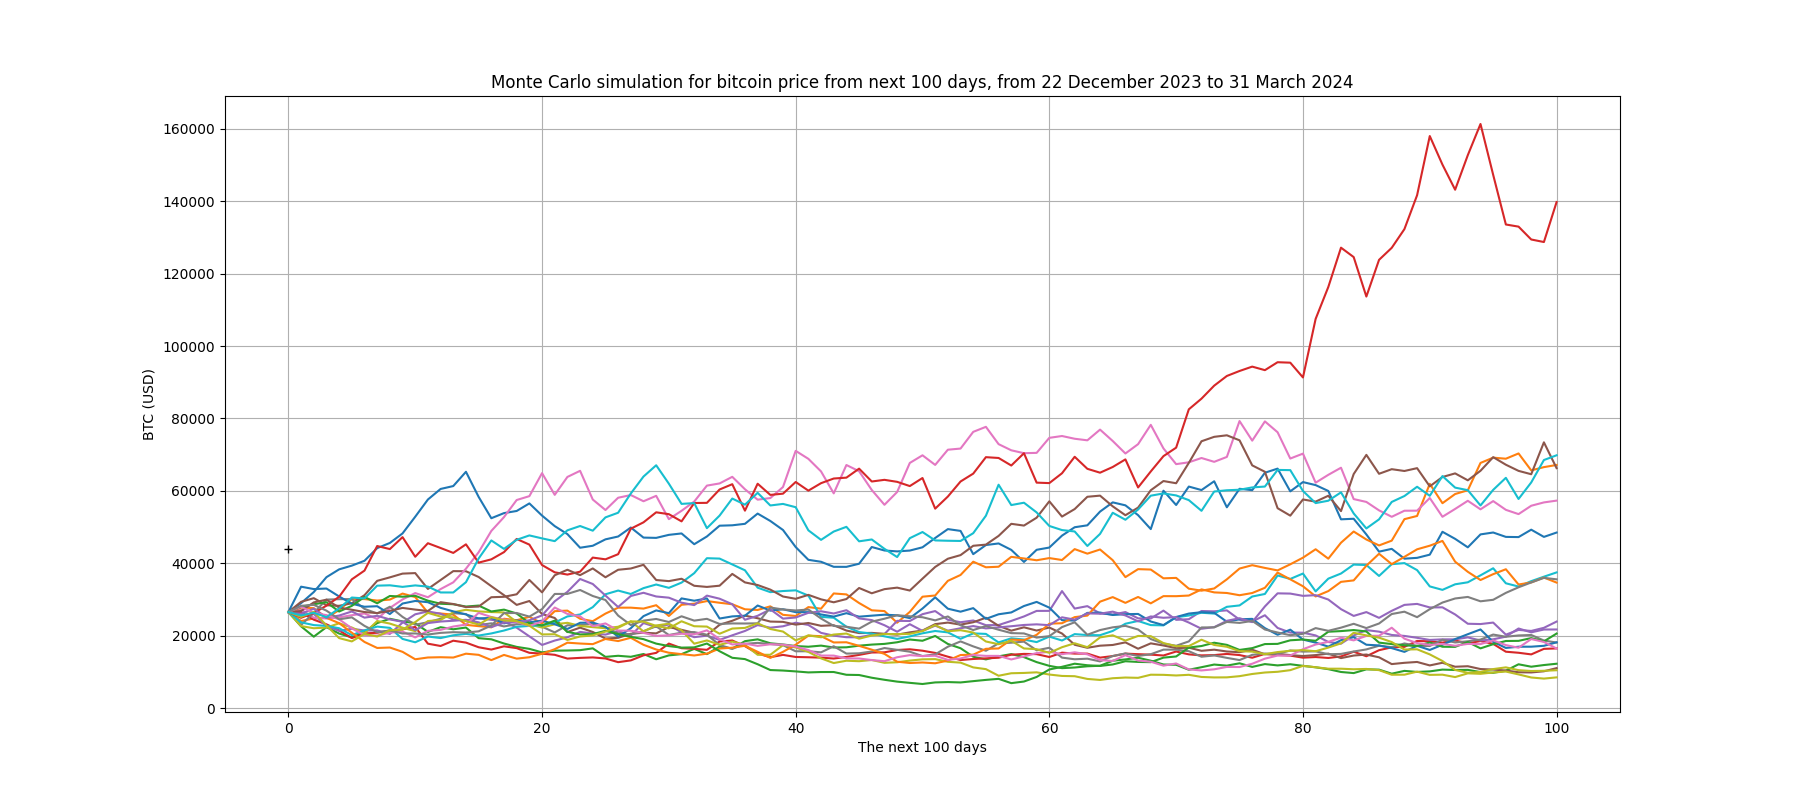 Monte Carlo simulation for bitcoin price from next 100 days, from 22 December 2023 to 31 March 2024
160000
140000
120000
100000
80000
60000
40000
20000
0
BTC (USD)
0 20 40 60 80 100
The next 100 days